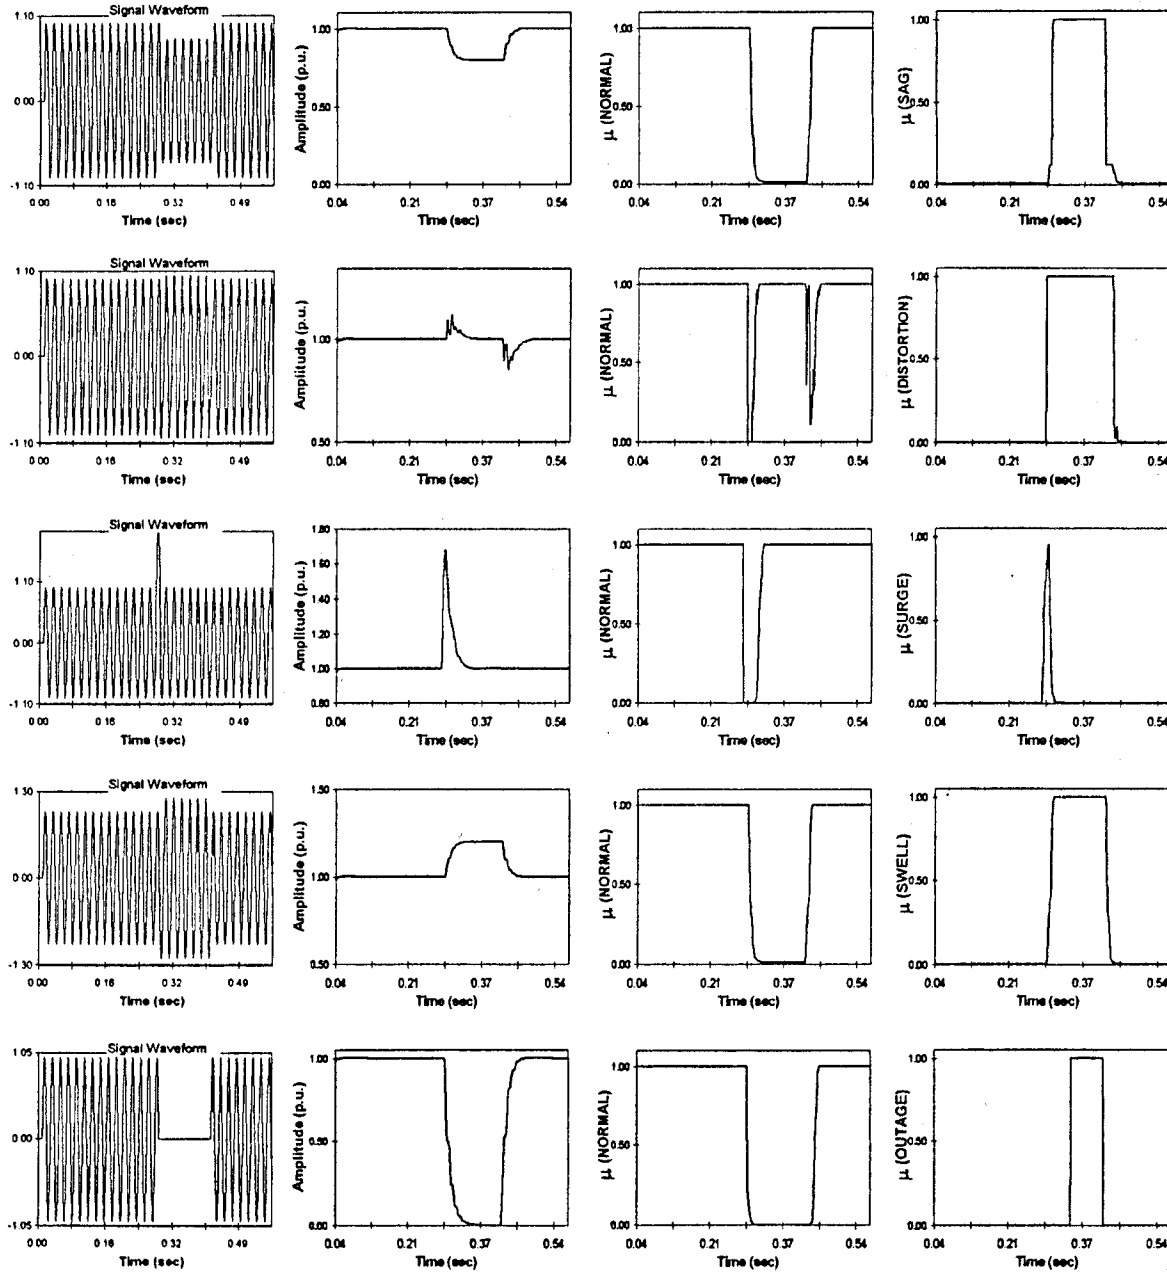 Signal Waveform
1.10
0.00
-1.10
0.00 0.16 0.32 0.49
Time (sec)
Amplitude (p.u.)
1.00
0.50
0.00
0.04 0.21 0.37 0.54
Time (sec)
μ (NORMAL)
1.00
0.50
0.00
0.04 0.21 0.37 0.54
Time (sec)
μ (SAG)
1.00
0.50
0.00
0.04 0.21 0.37 0.54
Time (sec)
Signal Waveform
1.10
0.00
-1.10
0.00 0.16 0.32 0.49
Time (sec)
Amplitude (p.u.)
1.00
0.50
0.04 0.21 0.37 0.54
Time (sec)
μ (NORMAL)
1.00
0.50
0.00
0.04 0.21 0.37 0.54
Time (sec)
μ (DISTORTION)
1.00
0.50
0.00
0.04 0.21 0.37 0.54
Time (sec)
Signal Waveform
1.10
0.00
-1.10
0.00 0.16 0.32 0.49
Time (sec)
Amplitude (p.u.)
1.80
1.60
1.40
1.20
1.00
0.80
0.04 0.21 0.37 0.54
Time (sec)
μ (NORMAL)
1.00
0.50
0.00
0.04 0.21 0.37 0.54
Time (sec)
μ (SURGE)
1.00
0.50
0.00
0.04 0.21 0.37 0.54
Time (sec)
Signal Waveform
1.30
0.00
-1.30
0.00 0.16 0.32 0.49
Time (sec)
Amplitude (p.u.)
1.50
1.00
0.50
0.04 0.21 0.37 0.54
Time (sec)
μ (NORMAL)
1.00
0.50
0.00
0.04 0.21 0.37 0.54
Time (sec)
μ (SWELL)
1.00
0.50
0.00
0.04 0.21 0.37 0.54
Time (sec)
Signal Waveform
1.05
0.00
-1.05
0.00 0.16 0.32 0.49
Time (sec)
Amplitude (p.u.)
1.00
0.50
0.00
0.04 0.21 0.37 0.54
Time (sec)
μ (NORMAL)
1.00
0.50
0.00
0.04 0.21 0.37 0.54
Time (sec)
μ (OUTAGE)
1.00
0.50
0.00
0.04 0.21 0.37 0.54
Time (sec)